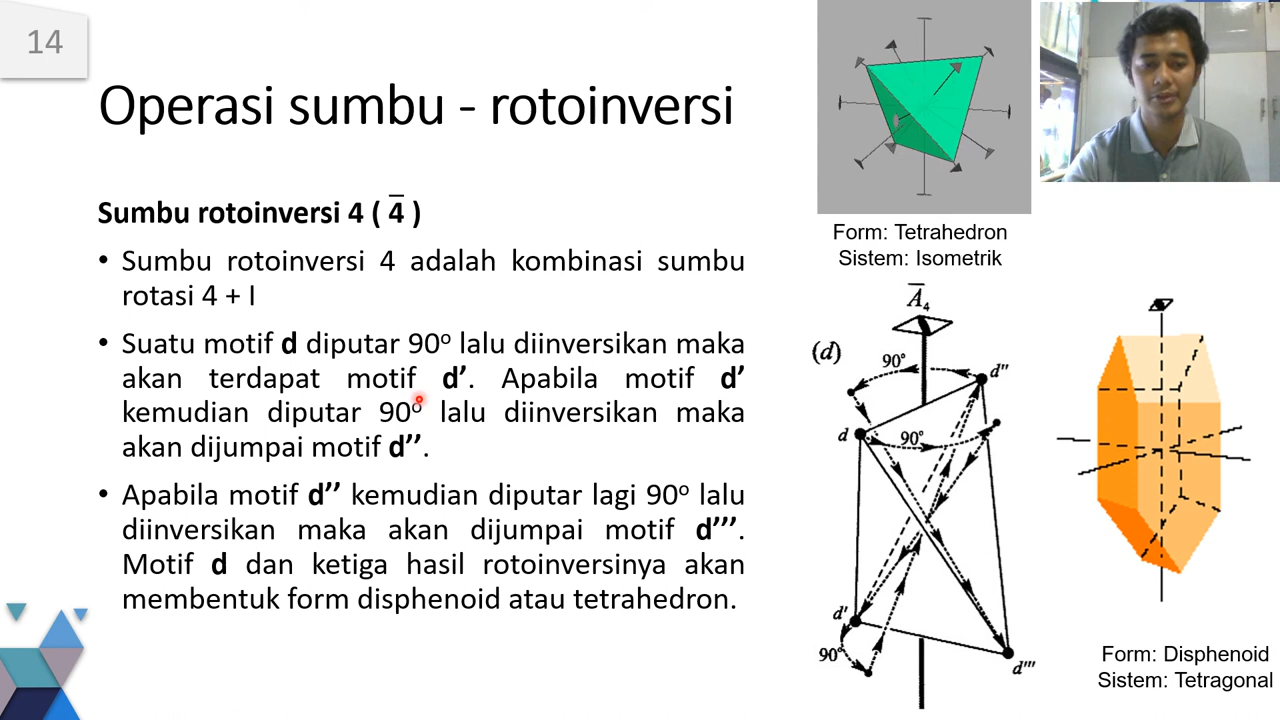 14
Operasi sumbu - rotoinversi
Sumbu rotoinversi 4 ( 4̅ )
• Sumbu rotoinversi 4 adalah kombinasi sumbu
rotasi 4 + I
• Suatu motif d diputar 90º lalu diinversikan maka
akan terdapat motif d’. Apabila motif d’
kemudian diputar 90º lalu diinversikan maka
akan dijumpai motif d’’.
• Apabila motif d’’ kemudian diputar lagi 90º lalu
diinversikan maka akan dijumpai motif d’’’.
Motif d dan ketiga hasil rotoinversinya akan
membentuk form disphenoid atau tetrahedron.
Form: Tetrahedron
Sistem: Isometrik
A̅₄
(d)
90°
d"
d
90°
d'
90°
d'''
Form: Disphenoid
Sistem: Tetragonal